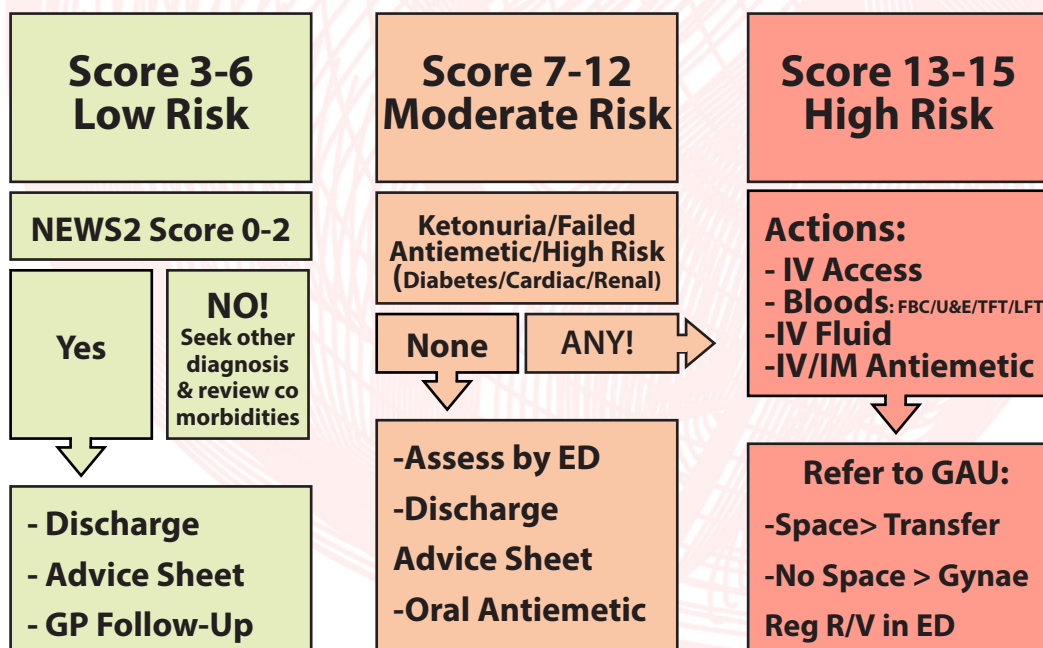 Score 3-6
Low Risk
NEWS2 Score 0-2
Yes
NO!
Seek other
diagnosis
& review co
morbidities
- Discharge
- Advice Sheet
- GP Follow-Up
Score 7-12
Moderate Risk
Ketonuria/Failed
Antiemetic/High Risk
(Diabetes/Cardiac/Renal)
None
ANY!
-Assess by ED
-Discharge
Advice Sheet
-Oral Antiemetic
Score 13-15
High Risk
Actions:
- IV Access
- Bloods: FBC/U&E/TFT/LFT
-IV Fluid
-IV/IM Antiemetic
Refer to GAU:
-Space> Transfer
-No Space > Gynae
Reg R/V in ED